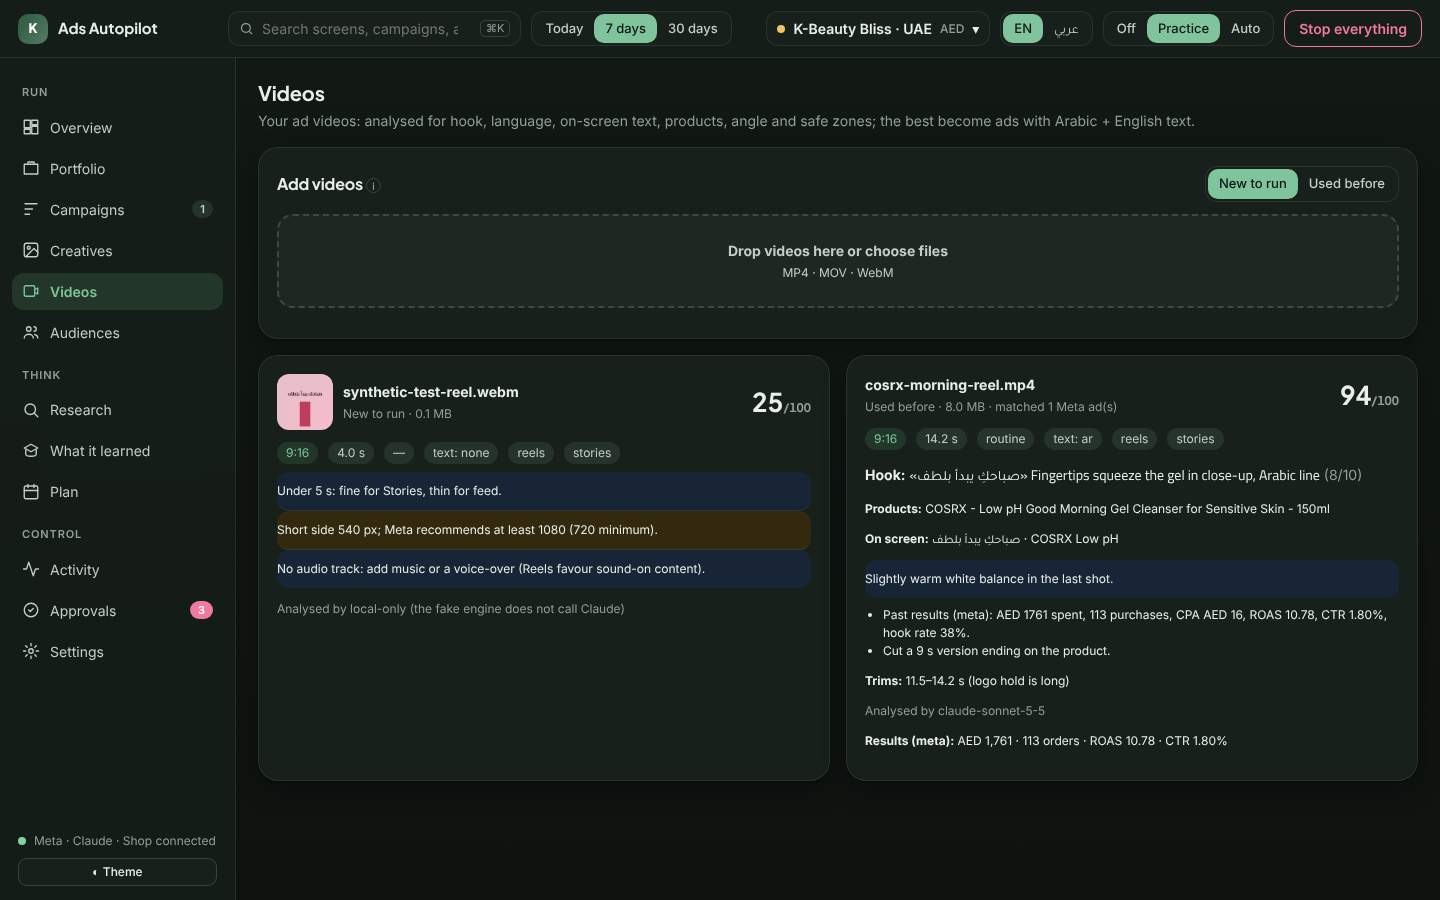 K Ads Autopilot
Search screens, campaigns, a
⌘K
Today 7 days 30 days
K-Beauty Bliss · UAE AED ▾
EN عربي
Off Practice Auto
Stop everything
RUN
Overview
Portfolio
Campaigns 1
Creatives
Videos
Audiences
THINK
Research
What it learned
Plan
CONTROL
Activity
Approvals 3
Settings
Meta · Claude · Shop connected
Theme
Videos
Your ad videos: analysed for hook, language, on-screen text, products, angle and safe zones; the best become ads with Arabic + English text.
Add videos i
New to run Used before
Drop videos here or choose files
MP4 · MOV · WebM
synthetic-test-reel.webm
New to run · 0.1 MB
25/100
9:16 4.0 s — text: none reels stories
Under 5 s: fine for Stories, thin for feed.
Short side 540 px; Meta recommends at least 1080 (720 minimum).
No audio track: add music or a voice-over (Reels favour sound-on content).
Analysed by local-only (the fake engine does not call Claude)
cosrx-morning-reel.mp4
Used before · 8.0 MB · matched 1 Meta ad(s)
94/100
9:16 14.2 s routine text: ar reels stories
Hook: «صباحكِ يبدأ بلطف» Fingertips squeeze the gel in close-up, Arabic line (8/10)
Products: COSRX - Low pH Good Morning Gel Cleanser for Sensitive Skin - 150ml
On screen: صباحكِ يبدأ بلطف · COSRX Low pH
Slightly warm white balance in the last shot.
• Past results (meta): AED 1761 spent, 113 purchases, CPA AED 16, ROAS 10.78, CTR 1.80%,
hook rate 38%.
• Cut a 9 s version ending on the product.
Trims: 11.5–14.2 s (logo hold is long)
Analysed by claude-sonnet-5-5
Results (meta): AED 1,761 · 113 orders · ROAS 10.78 · CTR 1.80%